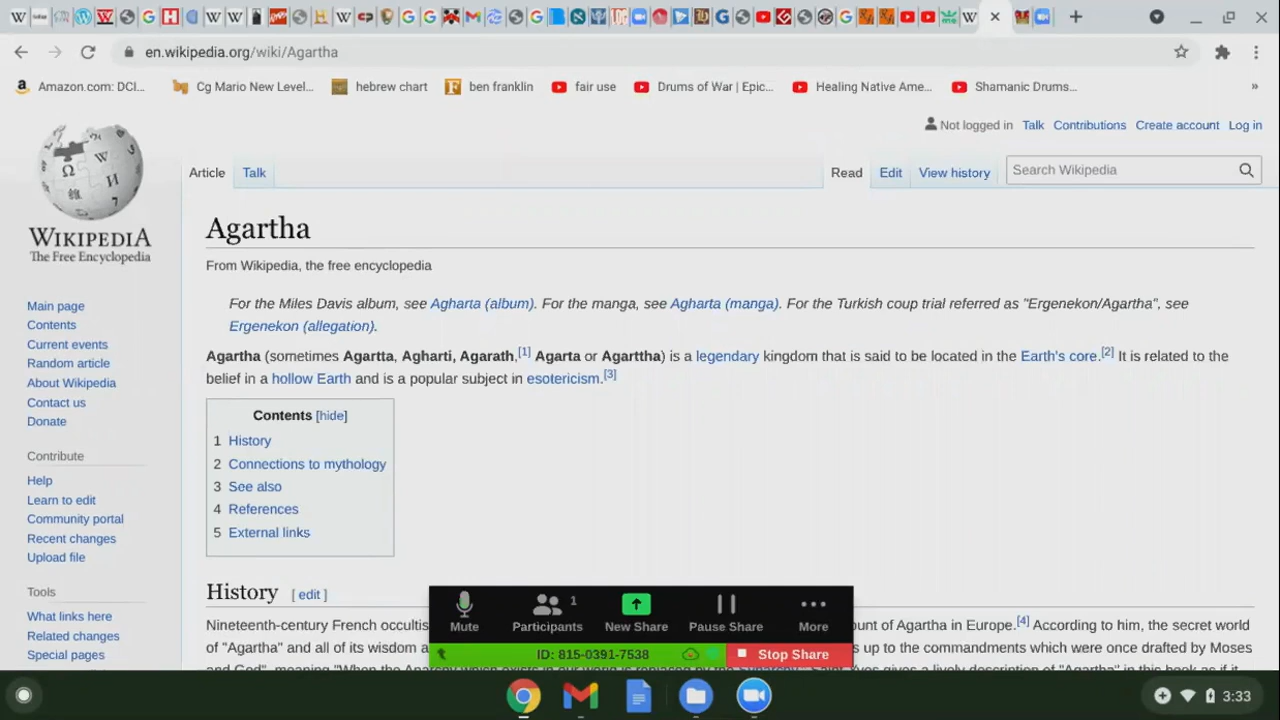 en.wikipedia.org/wiki/Agartha
Amazon.com: DCI...
Cg Mario New Level...
hebrew chart
ben franklin
fair use
Drums of War | Epic...
Healing Native Ame...
Shamanic Drums...
»
Not logged in Talk Contributions Create account Log in
Article Talk Read Edit View history Search Wikipedia
WIKIPEDIA
The Free Encyclopedia
Main page
Contents
Current events
Random article
About Wikipedia
Contact us
Donate
Contribute
Help
Learn to edit
Community portal
Recent changes
Upload file
Tools
What links here
Related changes
Special pages
Agartha
From Wikipedia, the free encyclopedia
For the Miles Davis album, see Agharta (album). For the manga, see Agharta (manga). For the Turkish coup trial referred as "Ergenekon/Agartha", see
Ergenekon (allegation).
Agartha (sometimes Agartta, Agharti, Agarath,[1] Agarta or Agarttha) is a legendary kingdom that is said to be located in the Earth's core.[2] It is related to the
belief in a hollow Earth and is a popular subject in esotericism.[3]
Contents [hide]
1 History
2 Connections to mythology
3 See also
4 References
5 External links
History [ edit ]
Nineteenth-century French occultis
ount of Agartha in Europe.[4] According to him, the secret world
of "Agartha" and all of its wisdom a
s up to the commandments which were once drafted by Moses
Mute
Participants 1
New Share
Pause Share
More
ID: 815-0391-7538
Stop Share
3:33